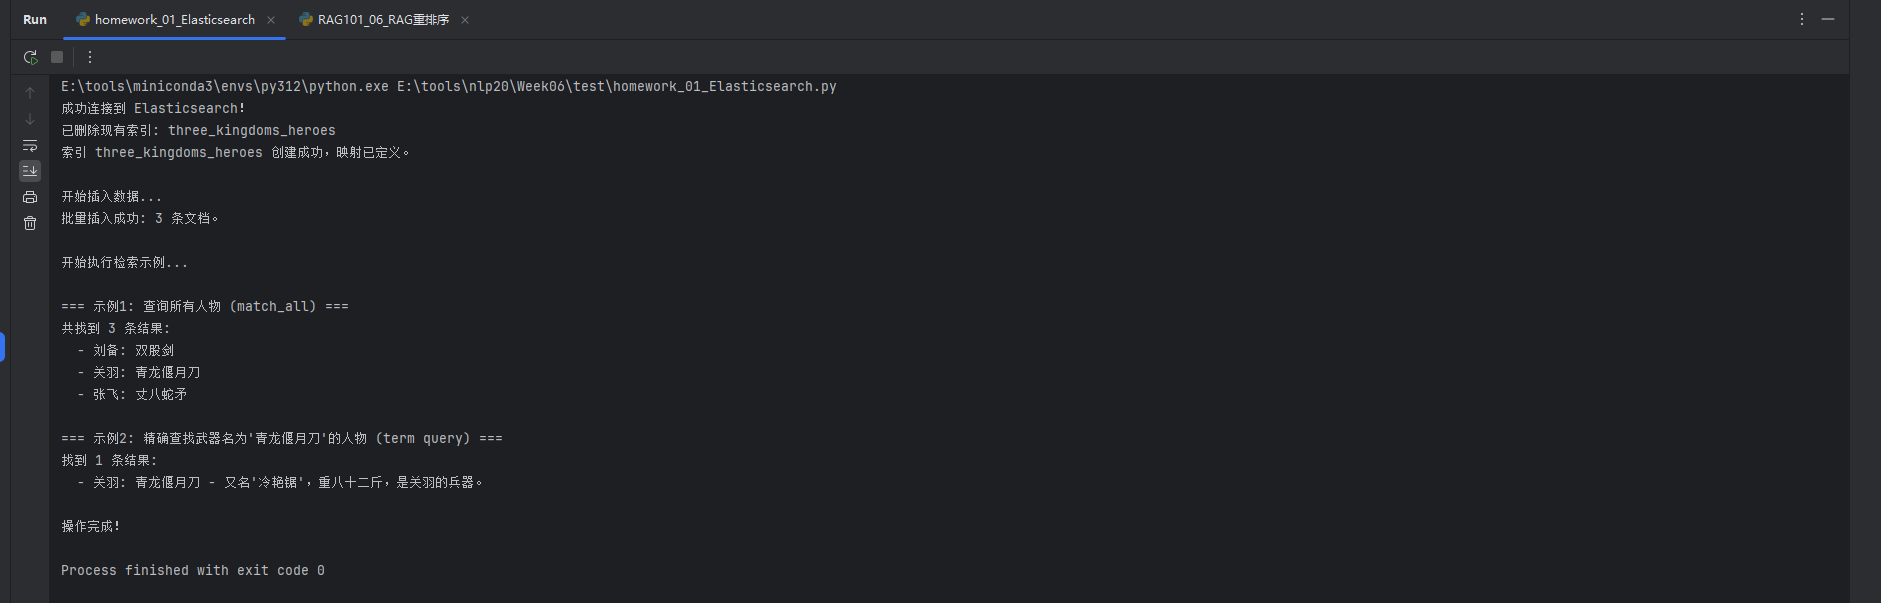 Run homework_01_Elasticsearch RAG101_06_RAG重排序
E:\tools\miniconda3\envs\py312\python.exe E:\tools\nlp20\Week06\test\homework_01_Elasticsearch.py
成功连接到 Elasticsearch!
已删除现有索引: three_kingdoms_heroes
索引 three_kingdoms_heroes 创建成功，映射已定义。
开始插入数据...
批量插入成功: 3 条文档。
开始执行检索示例...
=== 示例1: 查询所有人物 (match_all) ===
共找到 3 条结果:
- 刘备: 双股剑
- 关羽: 青龙偃月刀
- 张飞: 丈八蛇矛
=== 示例2: 精确查找武器名为'青龙偃月刀'的人物 (term query) ===
找到 1 条结果:
- 关羽: 青龙偃月刀 - 又名'冷艳锯'，重八十二斤，是关羽的兵器。
操作完成!
Process finished with exit code 0